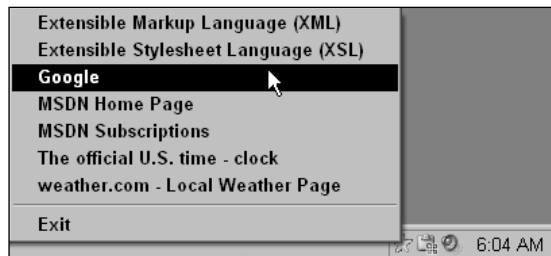 Extensible Markup Language (XML)
Extensible Stylesheet Language (XSL)
Google
MSDN Home Page
MSDN Subscriptions
The official U.S. time - clock
weather.com - Local Weather Page
Exit
6:04 AM